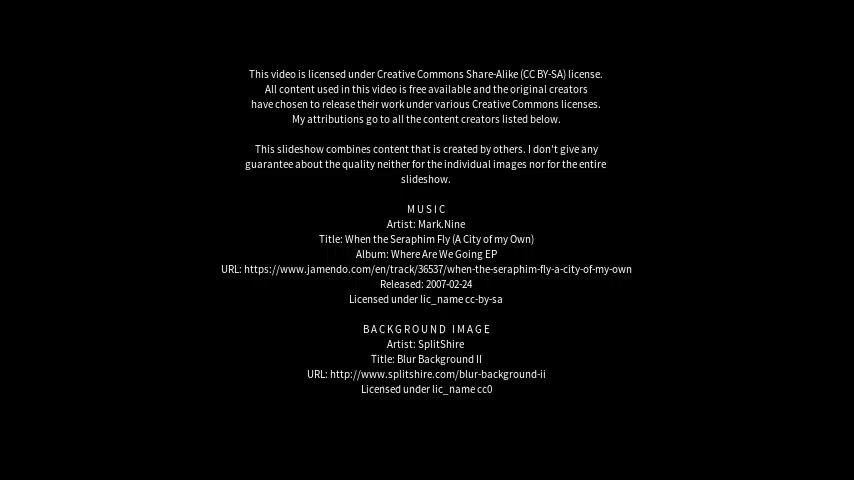 This video is licensed under Creative Commons Share-Alike (CC BY-SA) license.
All content used in this video is free available and the original creators
have chosen to release their work under various Creative Commons licenses.
My attributions go to all the content creators listed below.
This slideshow combines content that is created by others. I don't give any
guarantee about the quality neither for the individual images nor for the entire
slideshow.
MUSIC
Artist: Mark.Nine
Title: When the Seraphim Fly (A City of my Own)
Album: Where Are We Going EP
URL: https://www.jamendo.com/en/track/36537/when-the-seraphim-fly-a-city-of-my-own
Released: 2007-02-24
Licensed under lic_name cc-by-sa
BACKGROUND IMAGE
Artist: SplitShire
Title: Blur Background II
URL: http://www.splitshire.com/blur-background-ii
Licensed under lic_name cc0